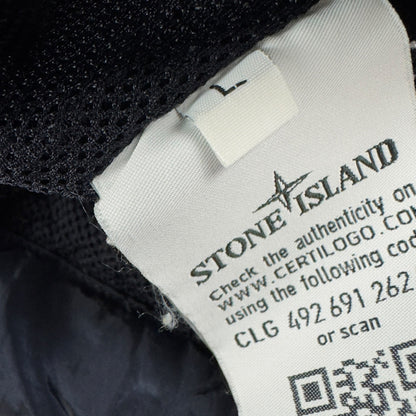 L
STONE ISLAND
Check the authenticity on
WWW.CERTILOGO.COM
using the following code
CLG 492 691 262
or scan